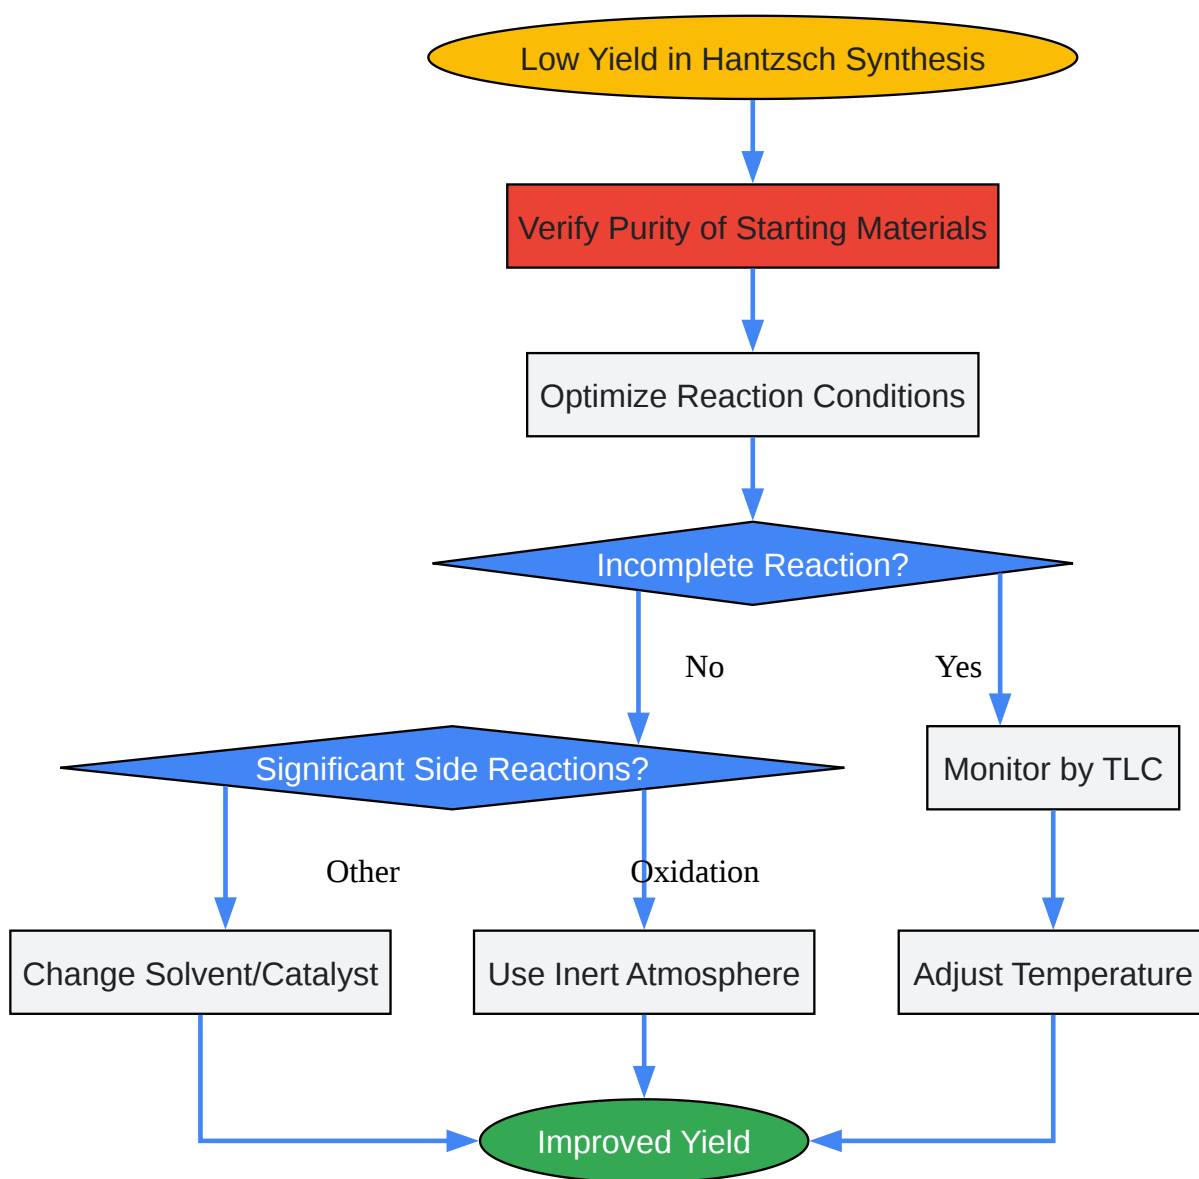 Low Yield in Hantzsch Synthesis
Verify Purity of Starting Materials
Optimize Reaction Conditions
Incomplete Reaction?
No
Yes
Significant Side Reactions?
Monitor by TLC
Other
Oxidation
Change Solvent/Catalyst
Use Inert Atmosphere
Adjust Temperature
Improved Yield